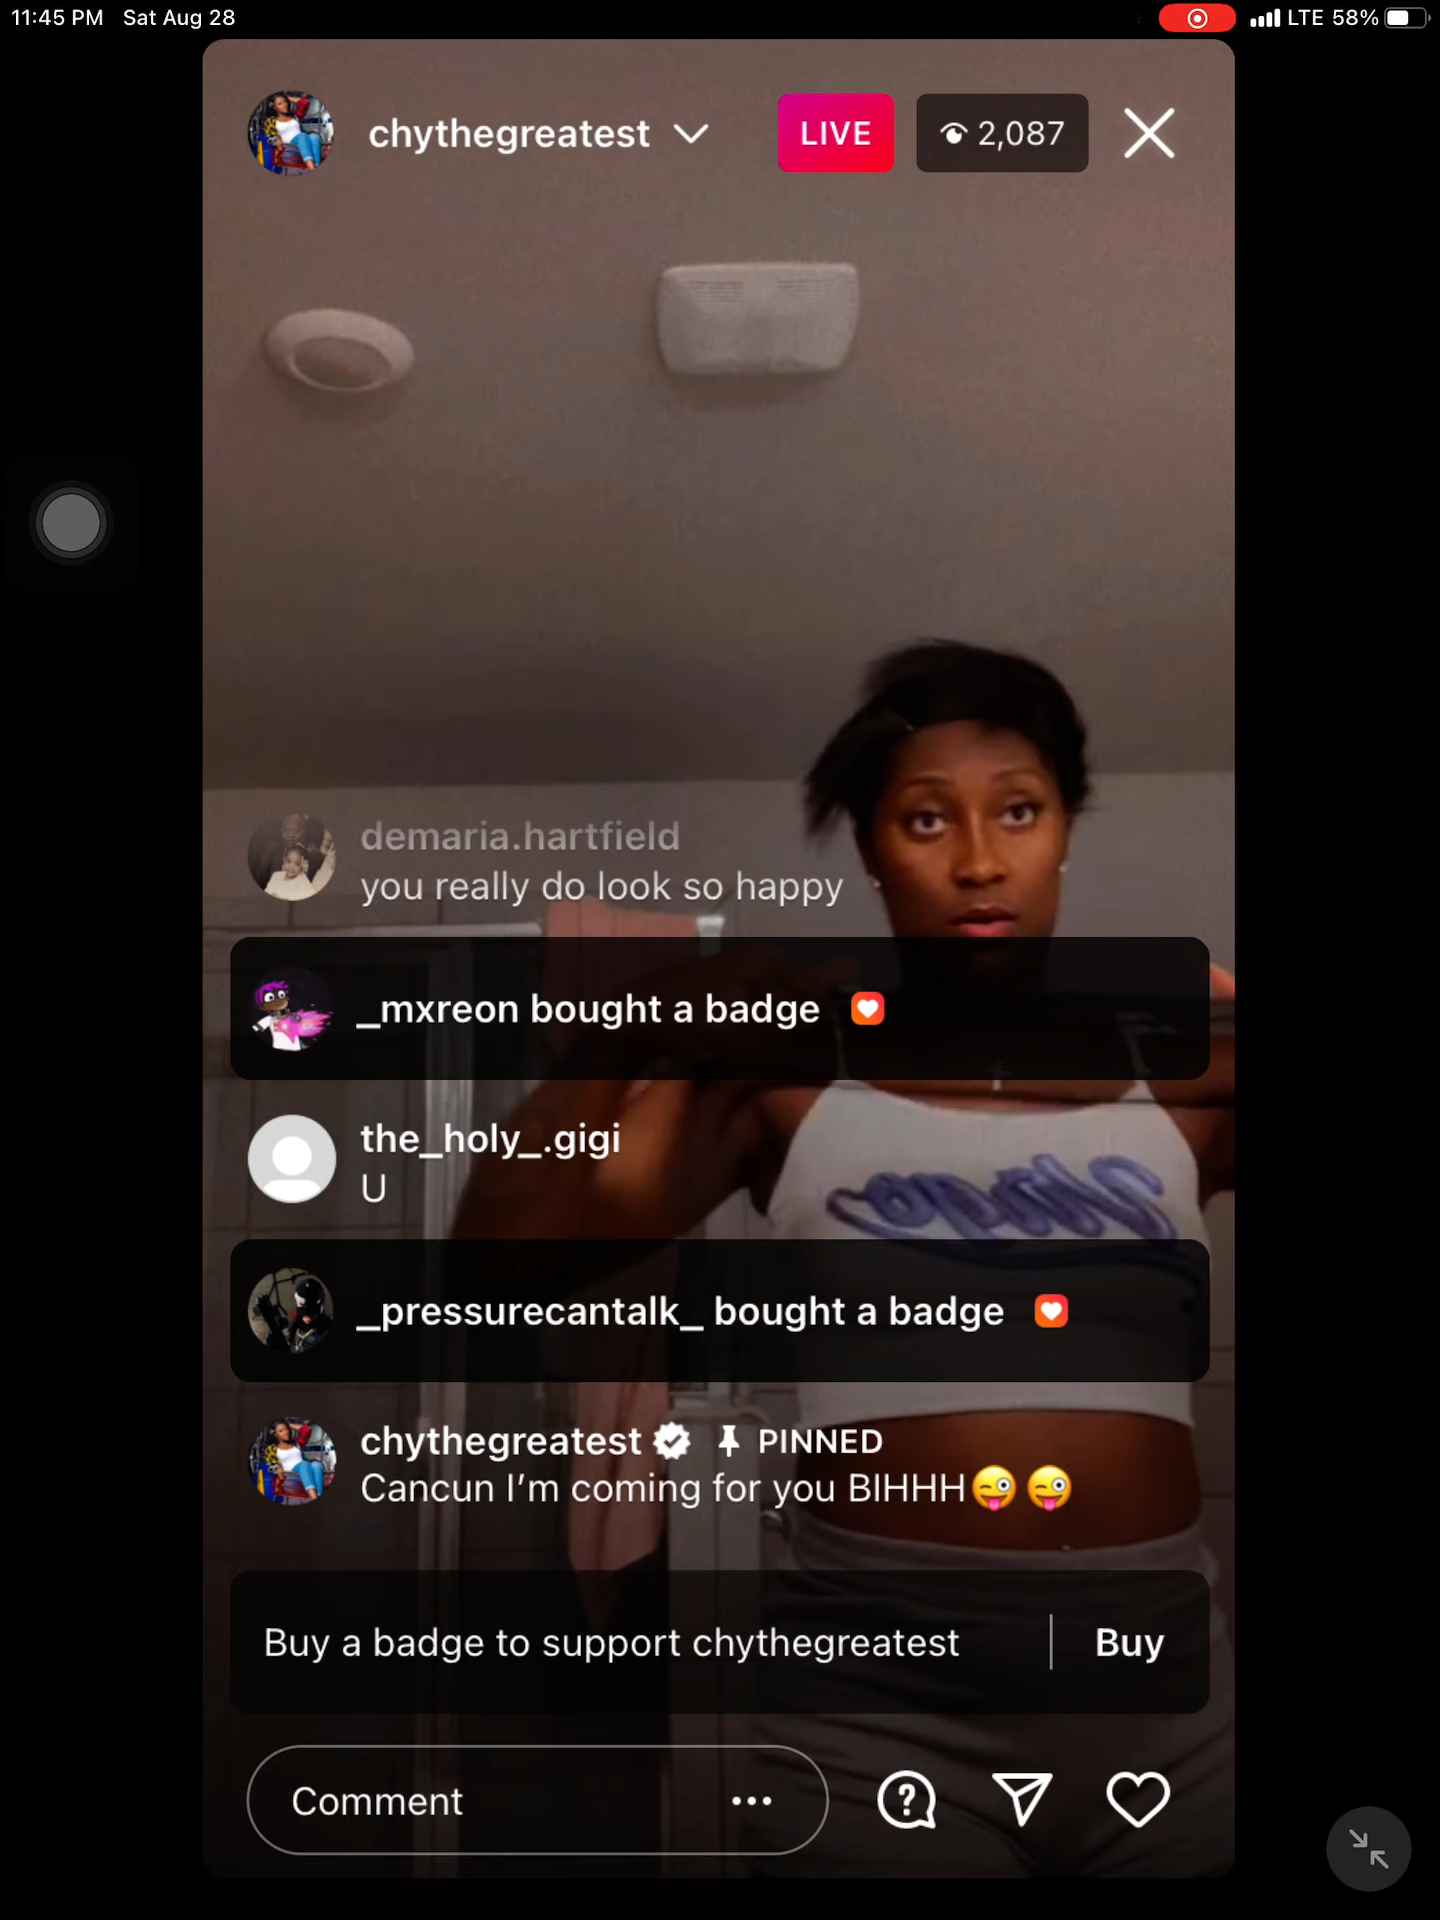 11:45 PM Sat Aug 28
LTE 58%
chythegreatest
LIVE
2,087
demaria.hartfield
you really do look so happy
_mxreon bought a badge
the_holy_.gigi
U
_pressurecantalk_ bought a badge
chythegreatest PINNED
Cancun I’m coming for you BIHHH😜😜
Buy a badge to support chythegreatest
Buy
Comment